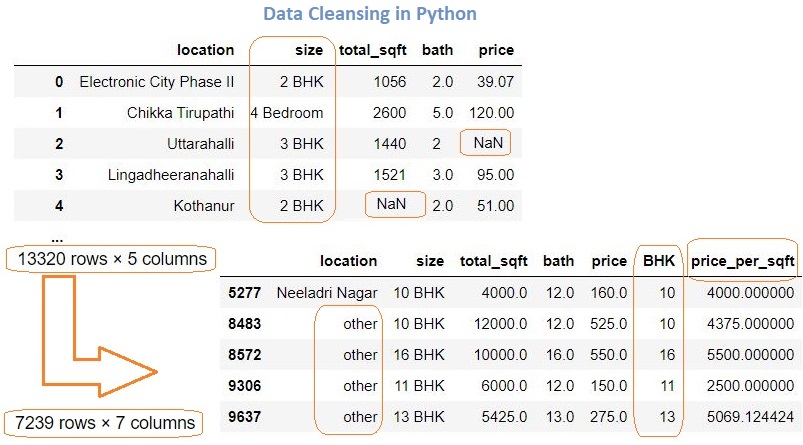 Data Cleansing in Python
location size total_sqft bath price
0 Electronic City Phase II 2 BHK 1056 2.0 39.07
1 Chikka Tirupathi 4 Bedroom 2600 5.0 120.00
2 Uttarahalli 3 BHK 1440 2 NaN
3 Lingadheeranahalli 3 BHK 1521 3.0 95.00
4 Kothanur 2 BHK NaN 2.0 51.00
...
13320 rows × 5 columns
location size total_sqft bath price BHK price_per_sqft
5277 Neeladri Nagar 10 BHK 4000.0 12.0 160.0 10 4000.000000
8483 other 10 BHK 12000.0 12.0 525.0 10 4375.000000
8572 other 16 BHK 10000.0 16.0 550.0 16 5500.000000
9306 other 11 BHK 6000.0 12.0 150.0 11 2500.000000
9637 other 13 BHK 5425.0 13.0 275.0 13 5069.124424
7239 rows × 7 columns